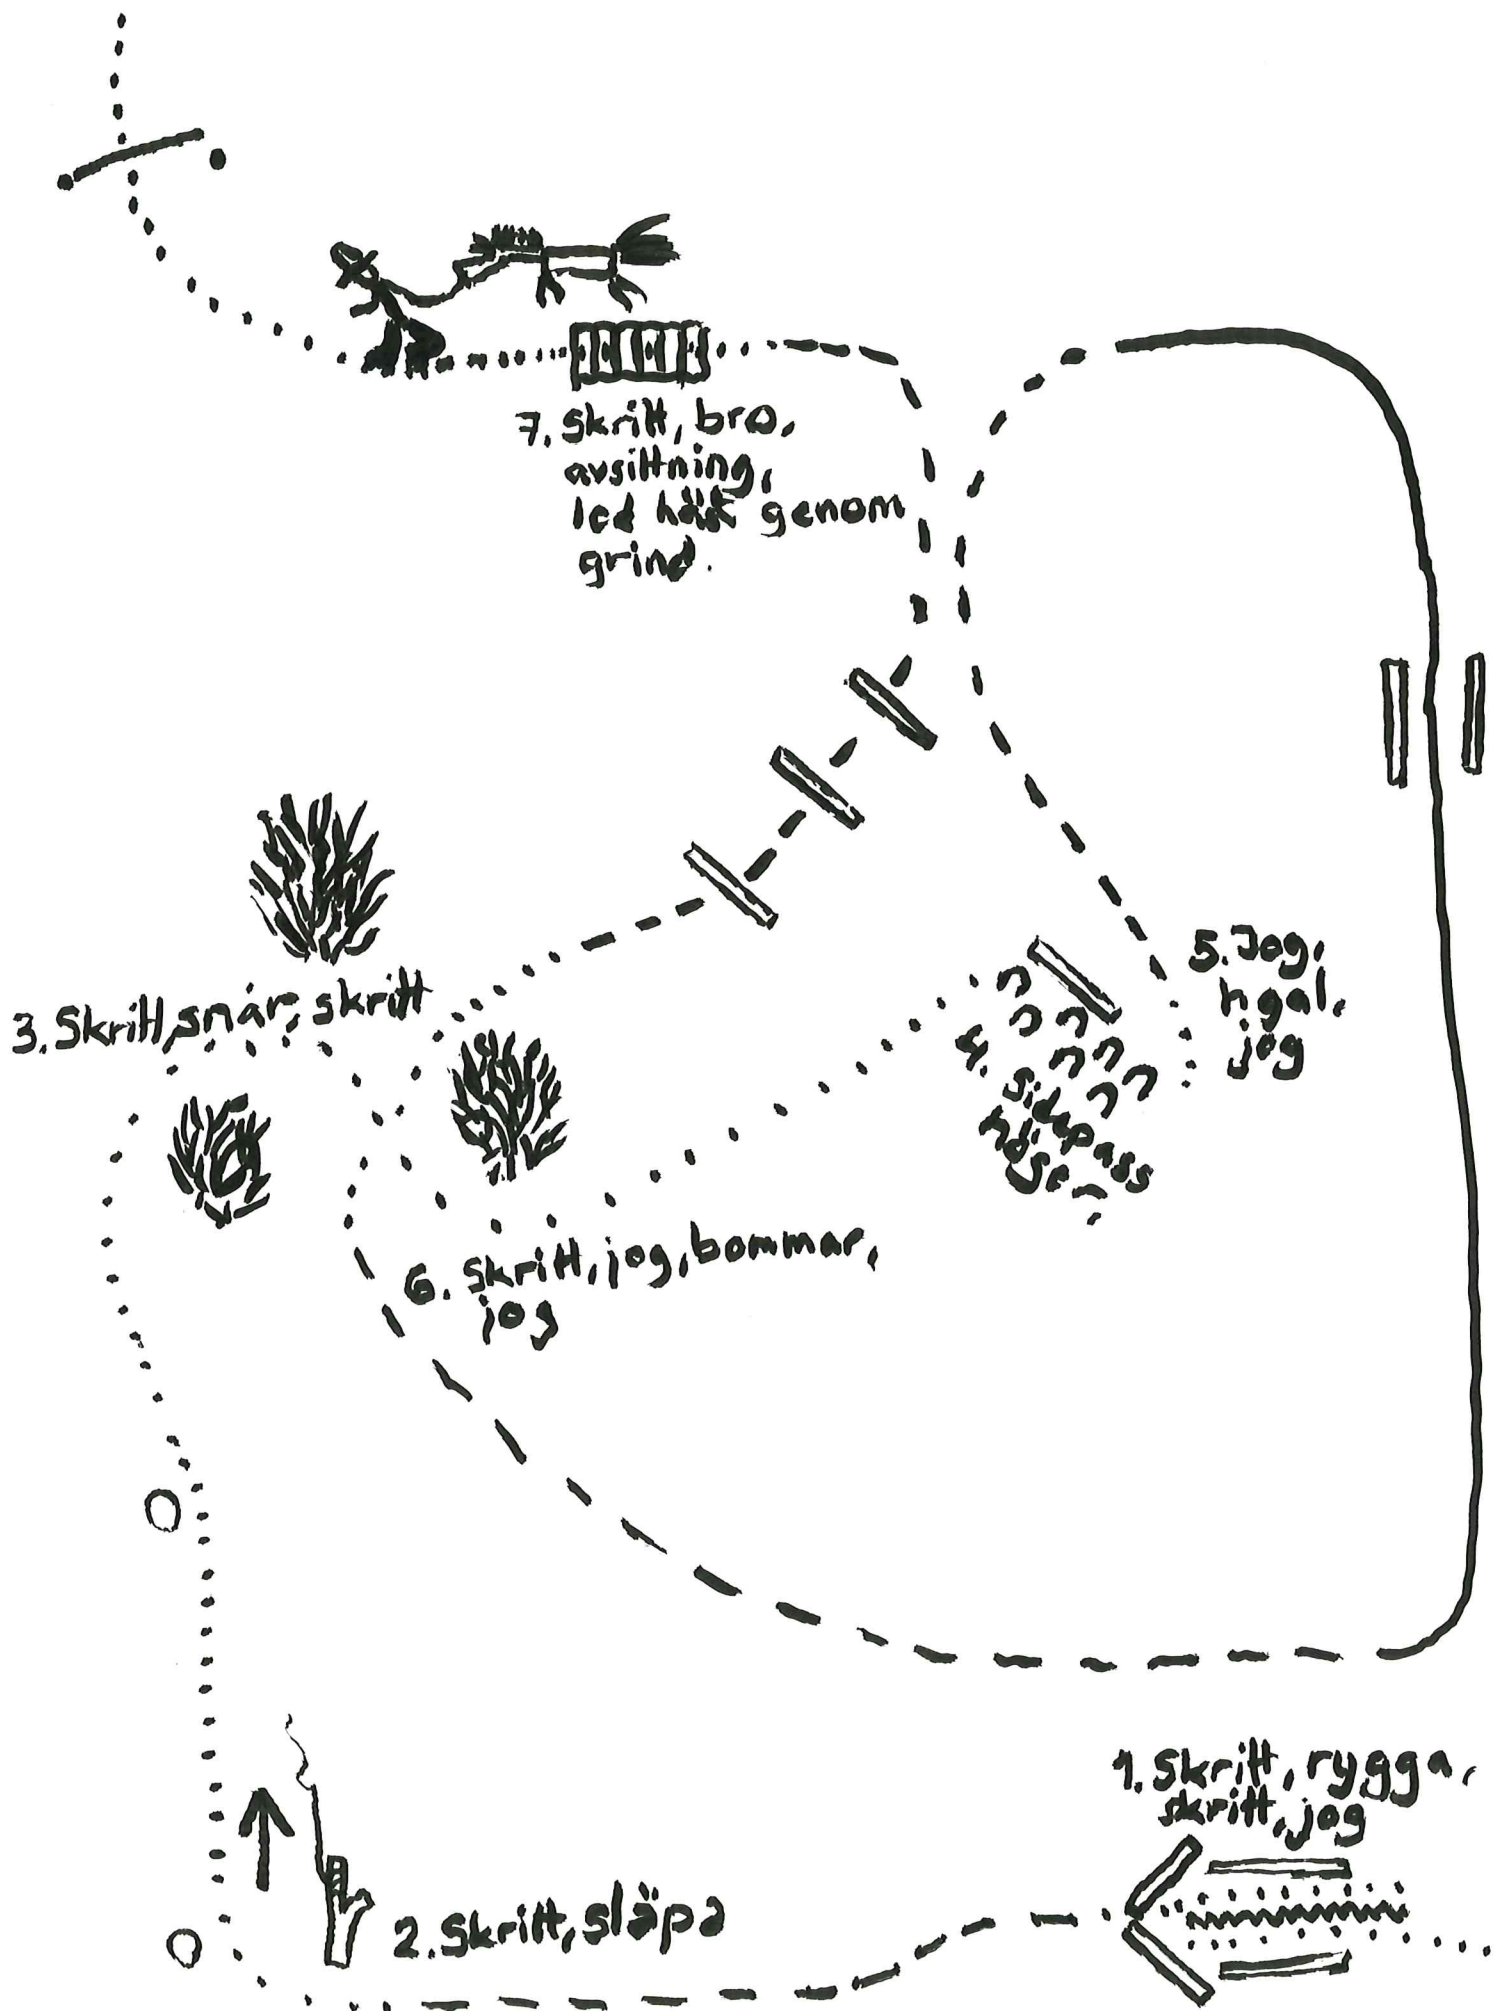 7. Skritt, bro,
avsittning,
led häst genom
grind.
3. Skritt, snår, skritt
5. Jog,
h gal,
jog
4. Sidepass
höger
6. Skritt, jog, bommar,
jog
1. Skritt, rygga,
skritt, jog
2. Skritt, släpa